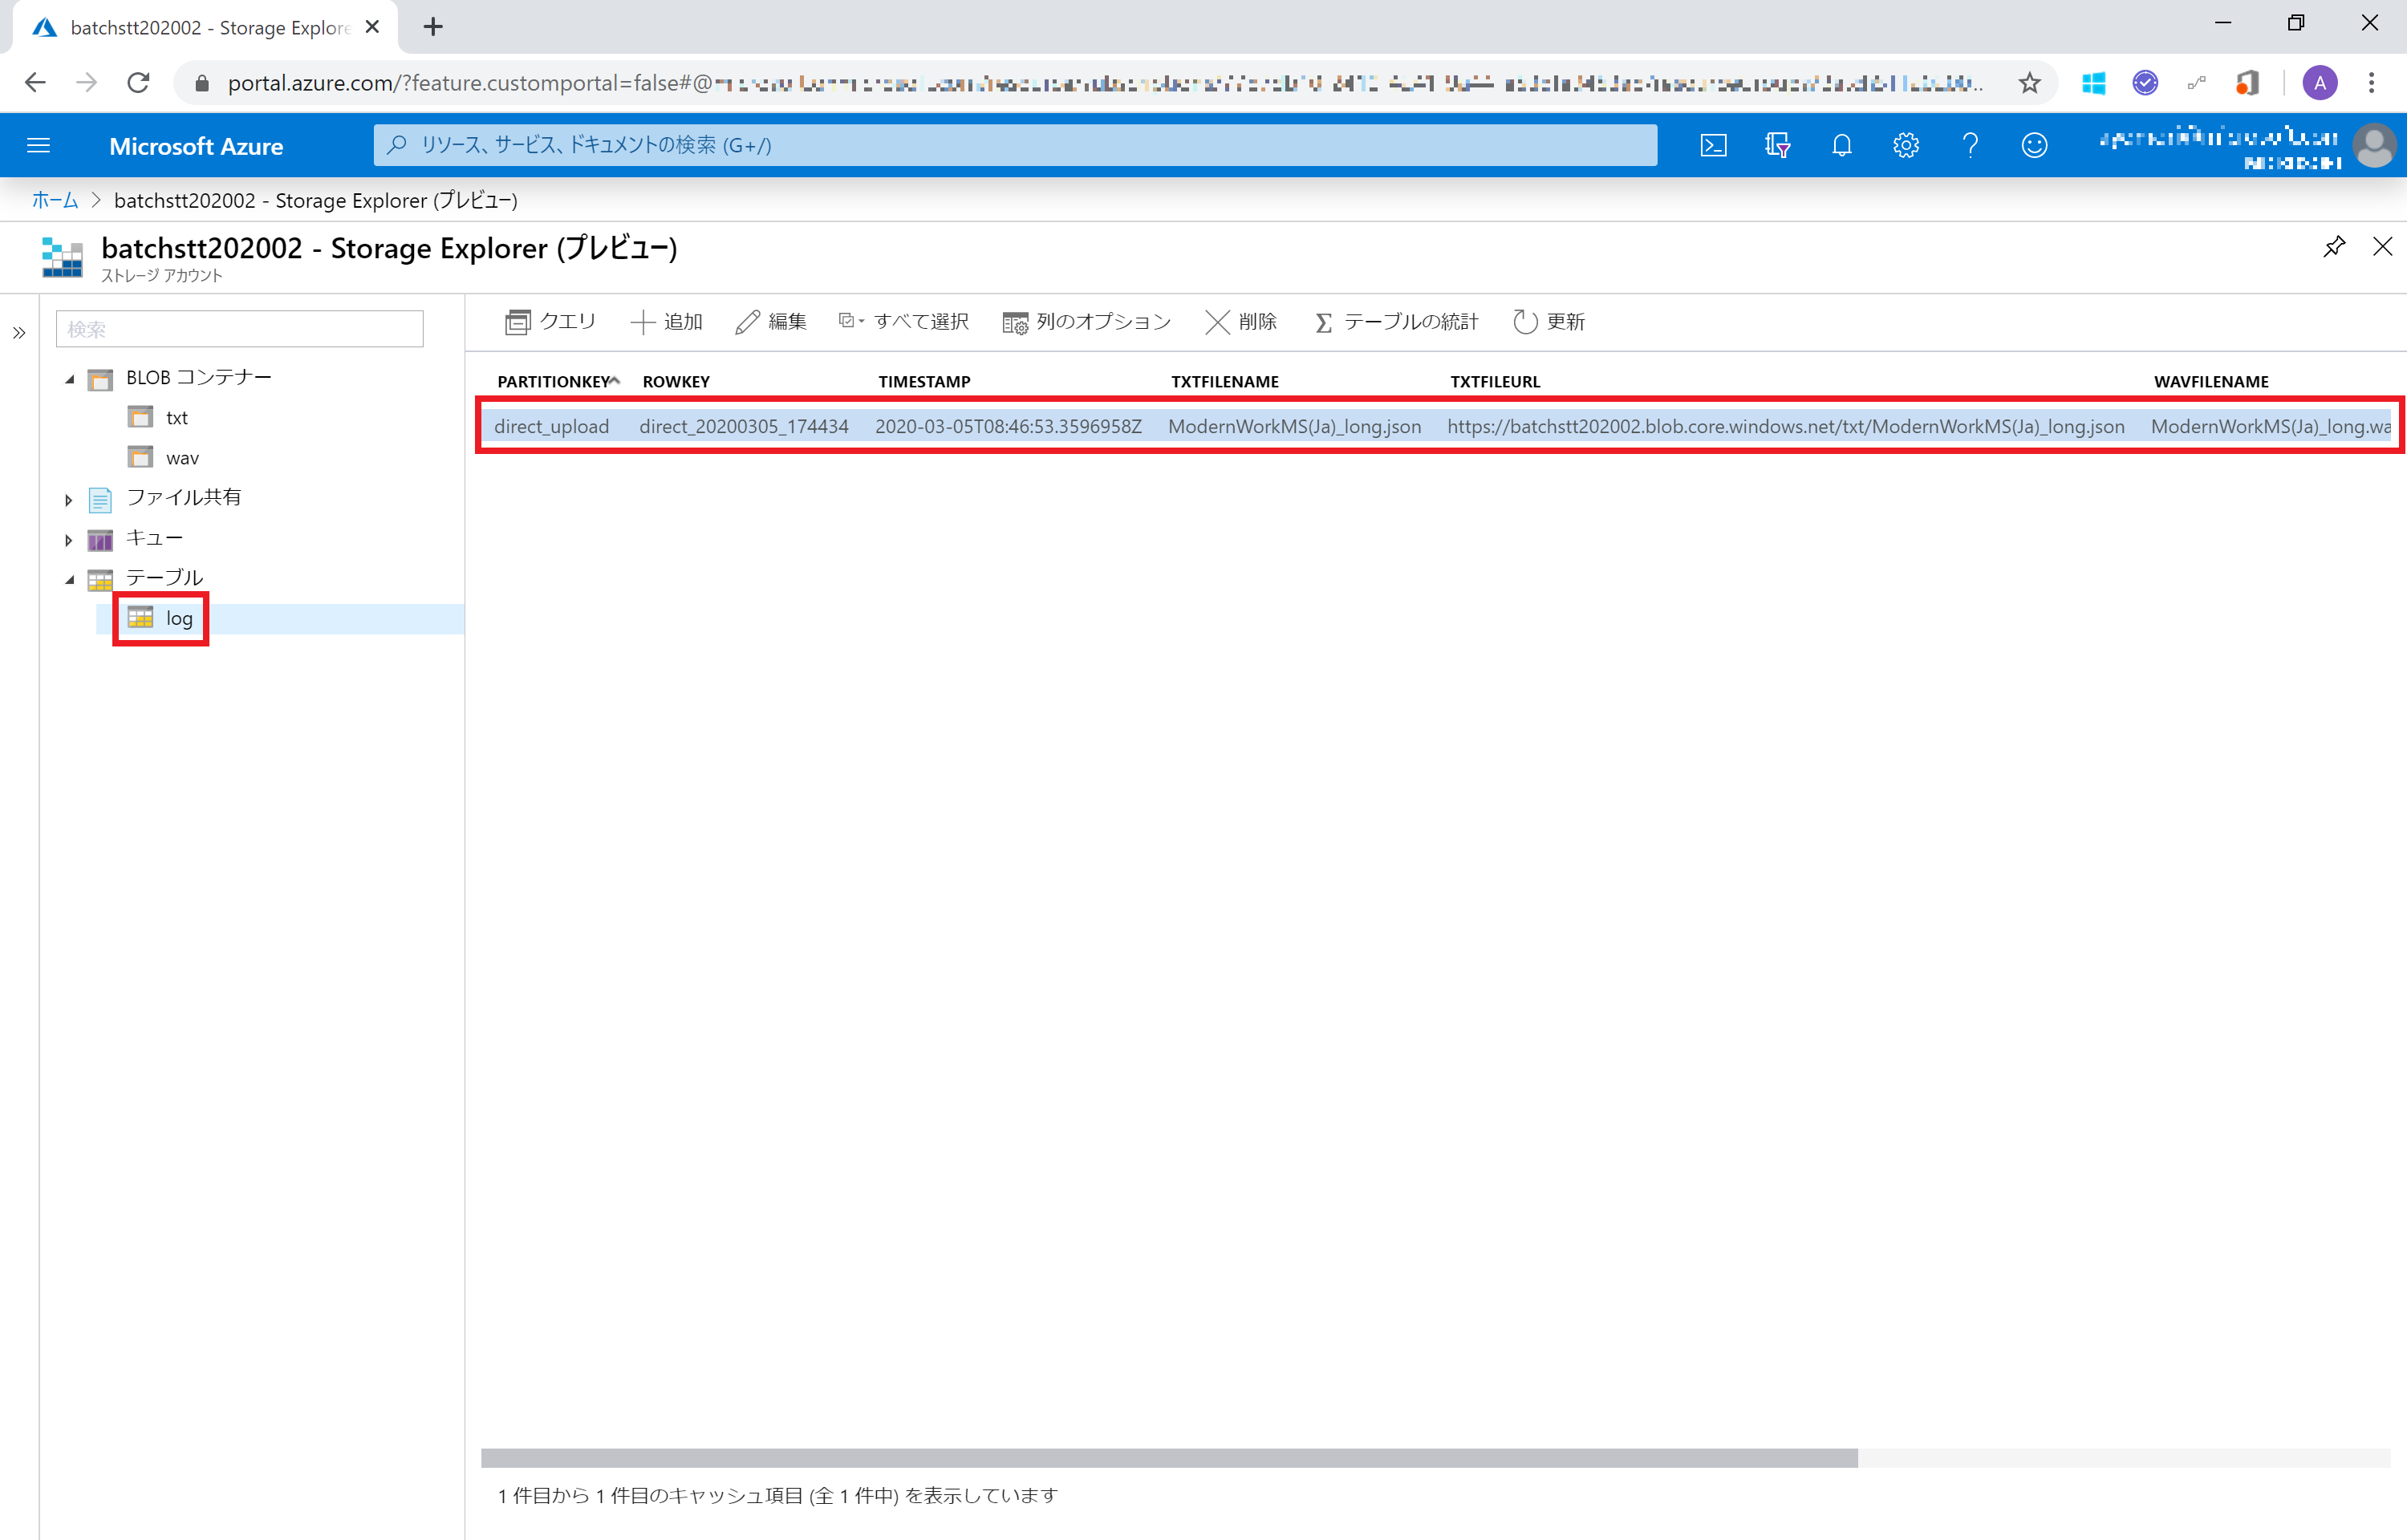 batchstt202002 - Storage Explore
portal.azure.com/?feature.customportal=false#@
A
Microsoft Azure
リソース、サービス、ドキュメントの検索 (G+/)
ホーム > batchstt202002 - Storage Explorer (プレビュー)
batchstt202002 - Storage Explorer (プレビュー)
ストレージ アカウント
検索
BLOB コンテナー
txt
wav
ファイル共有
キュー
テーブル
log
クエリ 追加 編集 すべて選択 列のオプション 削除 テーブルの統計 更新
PARTITIONKEY ROWKEY TIMESTAMP TXTFILENAME TXTFILEURL WAVFILENAME
direct_upload direct_20200305_174434 2020-03-05T08:46:53.3596958Z ModernWorkMS(Ja)_long.json https://batchstt202002.blob.core.windows.net/txt/ModernWorkMS(Ja)_long.json ModernWorkMS(Ja)_long.wa
1 件目から 1 件目のキャッシュ項目 (全 1 件中) を表示しています